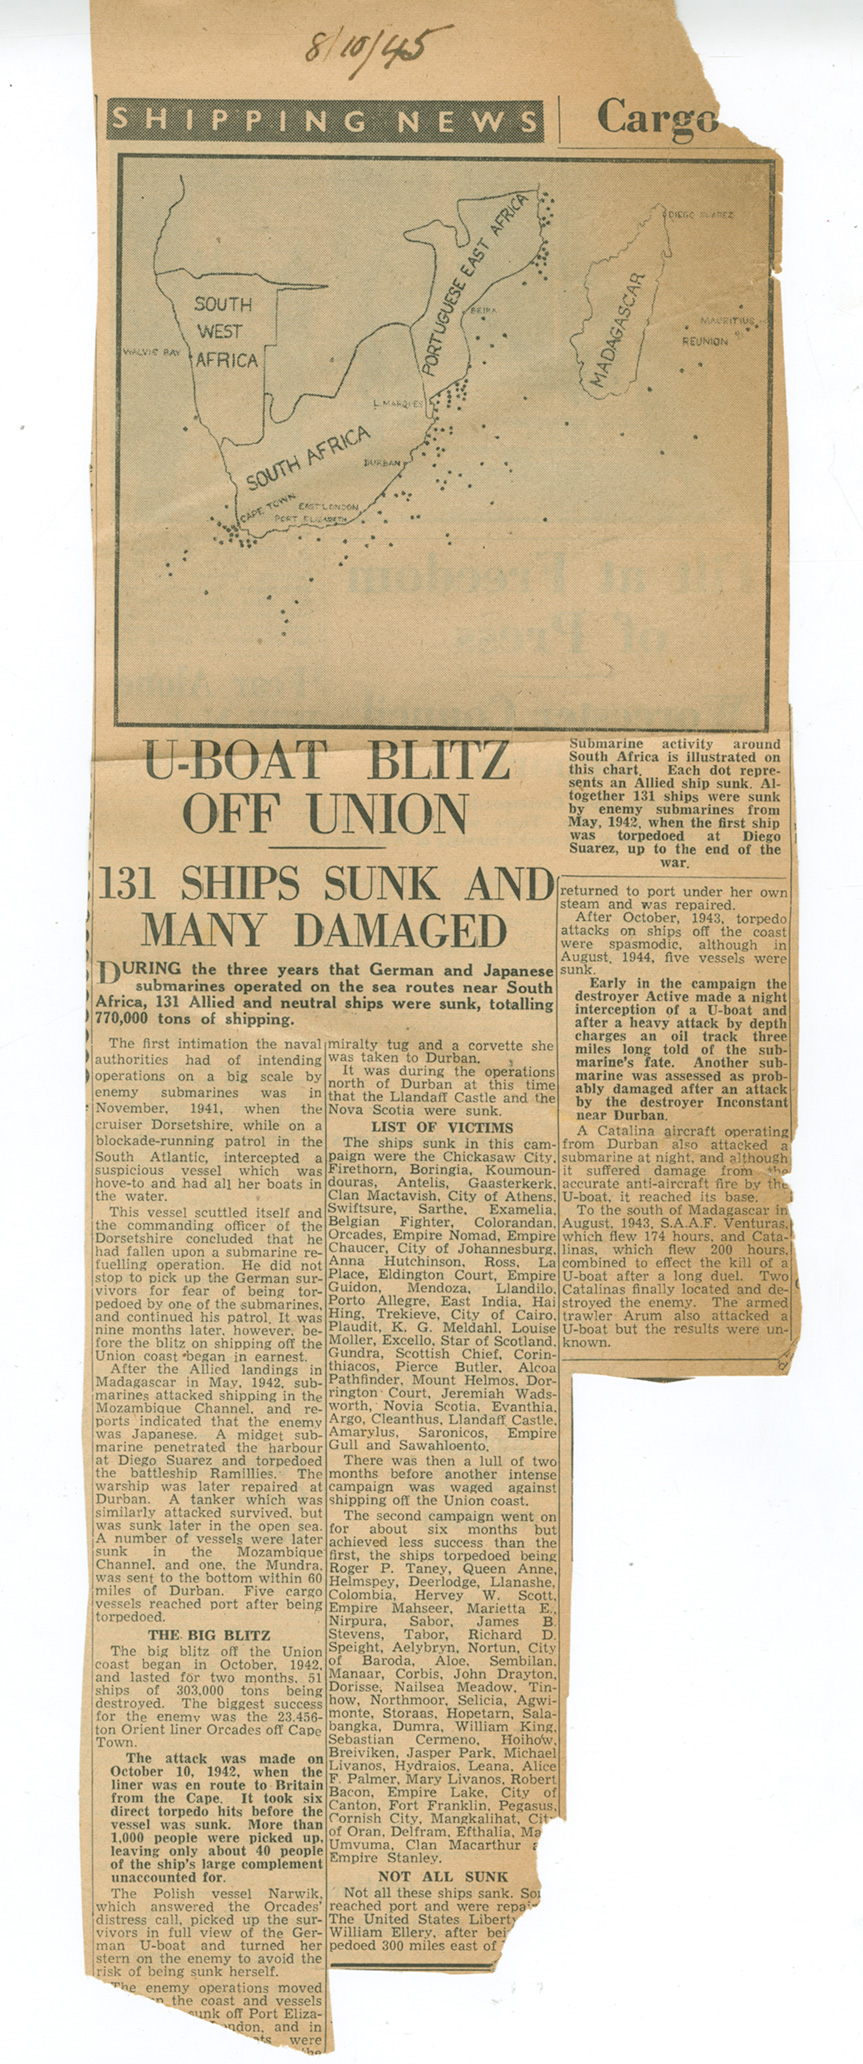 8/10/45
SHIPPING NEWS
Cargo
SOUTH
WEST
AFRICA
WALVIS BAY
SOUTH AFRICA
CAPE TOWN
EAST LONDON
PORT ELIZABETH
DURBAN
L. MARQUES
PORTUGUESE EAST AFRICA
BEIRA
MADAGASCAR
DIEGO SUAREZ
MAURITIUS
REUNION
U-BOAT BLITZ
OFF UNION
131 SHIPS SUNK AND
MANY DAMAGED
DURING the three years that German and Japanese
submarines operated on the sea routes near South
Africa, 131 Allied and neutral ships were sunk, totalling
770,000 tons of shipping.
The first intimation the naval
authorities had of intending
operations on a big scale by
enemy submarines was in
November, 1941, when the
cruiser Dorsetshire, while on a
blockade-running patrol in the
South Atlantic, intercepted a
suspicious vessel which was
hove-to and had all her boats in
the water.
This vessel scuttled itself and
the commanding officer of the
Dorsetshire concluded that he
had fallen upon a submarine re-
fuelling operation. He did not
stop to pick up the German sur-
vivors for fear of being tor-
pedoed by one of the submarines,
and continued his patrol. It was
nine months later, however, be-
fore the blitz on shipping off the
Union coast began in earnest.
After the Allied landings in
Madagascar in May, 1942, sub-
marines attacked shipping in the
Mozambique Channel, and re-
ports indicated that the enemy
was Japanese. A midget sub-
marine penetrated the harbour
at Diego Suarez and torpedoed
the battleship Ramillies. The
warship was later repaired at
Durban. A tanker which was
similarly attacked survived, but
was sunk later in the open sea.
A number of vessels were later
sunk in the Mozambique
Channel, and one, the Mundra,
was sent to the bottom within 60
miles of Durban. Five cargo
vessels reached port after being
torpedoed.
THE BIG BLITZ
The big blitz off the Union
coast began in October, 1942,
and lasted for two months, 51
ships of 303,000 tons being
destroyed. The biggest success
for the enemy was the 23,456-
ton Orient liner Orcades off Cape
Town.
The attack was made on
October 10, 1942, when the
liner was en route to Britain
from the Cape. It took six
direct torpedo hits before the
vessel was sunk. More than
1,000 people were picked up,
leaving only about 40 people
of the ship's large complement
unaccounted for.
The Polish vessel Narwik,
which answered the Orcades'
distress call, picked up the sur-
vivors in full view of the Ger-
man U-boat and turned her
stern on the enemy to avoid the
risk of being sunk herself.
The enemy operations moved
the coast and vessels
sunk off Port Eliza-
ondon, and in
were
the
miralty tug and a corvette she
was taken to Durban.
It was during the operations
north of Durban at this time
that the Llandaff Castle and the
Nova Scotia were sunk.
LIST OF VICTIMS
The ships sunk in this cam-
paign were the Chickasaw City,
Firethorn, Boringia, Koumoun-
douras, Antelis, Gaasterkerk,
Clan Mactavish, City of Athens,
Swiftsure, Sarthe, Examelia,
Belgian Fighter, Colorandan,
Orcades, Empire Nomad, Empire
Chaucer, City of Johannesburg,
Anna Hutchinson, Ross, La
Place, Eldington Court, Empire
Guidon, Mendoza, Llandilo,
Porto Allegre, East India, Hai
Hing, Trekieve, City of Cairo,
Plaudit, K. G. Meldahl, Louise
Moller, Excello, Star of Scotland,
Gundra, Scottish Chief, Corin-
thiacos, Pierce Butler, Alcoa
Pathfinder, Mount Helmos, Dor-
rington Court, Jeremiah Wads-
worth, Novia Scotia, Evanthia,
Argo, Cleanthus, Llandaff Castle,
Amarylus, Saronicos, Empire
Gull and Sawahloento.
There was then a lull of two
months before another intense
campaign was waged against
shipping off the Union coast.
The second campaign went on
for about six months but
achieved less success than the
first, the ships torpedoed being
Roger P. Taney, Queen Anne,
Helmspey, Deerlodge, Llanashe,
Colombia, Hervey W. Scott,
Empire Mahseer, Marietta E.,
Nirpura, Sabor, James B.
Stevens, Tabor, Richard D.
Speight, Aelybryn, Nortun, City
of Baroda, Aloe, Sembilan,
Manaar, Corbis, John Drayton,
Dorisse, Nailsea Meadow, Tin-
how, Northmoor, Selicia, Agwi-
monte, Storaas, Hopetarn, Sala-
bangka, Dumra, William King,
Sebastian Cermeno, Hoihow,
Breiviken, Jasper Park, Michael
Livanos, Hydraios, Leana, Alice
F. Palmer, Mary Livanos, Robert
Bacon, Empire Lake, City of
Canton, Fort Franklin, Pegasus,
Cornish City, Mangkalihat, City
of Oran, Delfram, Efthalia, Ma
Umvuma, Clan Macarthur
Empire Stanley.
NOT ALL SUNK
Not all these ships sank. So
reached port and were repai
The United States Liberty
William Ellery, after bei
pedoed 300 miles east of
Submarine activity around
South Africa is illustrated on
this chart. Each dot repre-
sents an Allied ship sunk. Al-
together 131 ships were sunk
by enemy submarines from
May, 1942, when the first ship
was torpedoed at Diego
Suarez, up to the end of the
war.
returned to port under her own
steam and was repaired.
After October, 1943, torpedo
attacks on ships off the coast
were spasmodic, although in
August, 1944, five vessels were
sunk.
Early in the campaign the
destroyer Active made a night
interception of a U-boat and
after a heavy attack by depth
charges an oil track three
miles long told of the sub-
marine's fate. Another sub-
marine was assessed as prob-
ably damaged after an attack
by the destroyer Inconstant
near Durban.
A Catalina aircraft operating
from Durban also attacked a
submarine at night, and although
it suffered damage from the
accurate anti-aircraft fire by the
U-boat, it reached its base.
To the south of Madagascar in
August, 1943, S.A.A.F. Venturas,
which flew 174 hours, and Cata-
linas, which flew 200 hours,
combined to effect the kill of a
U-boat after a long duel. Two
Catalinas finally located and de-
stroyed the enemy. The armed
trawler Arum also attacked a
U-boat but the results were un-
known.